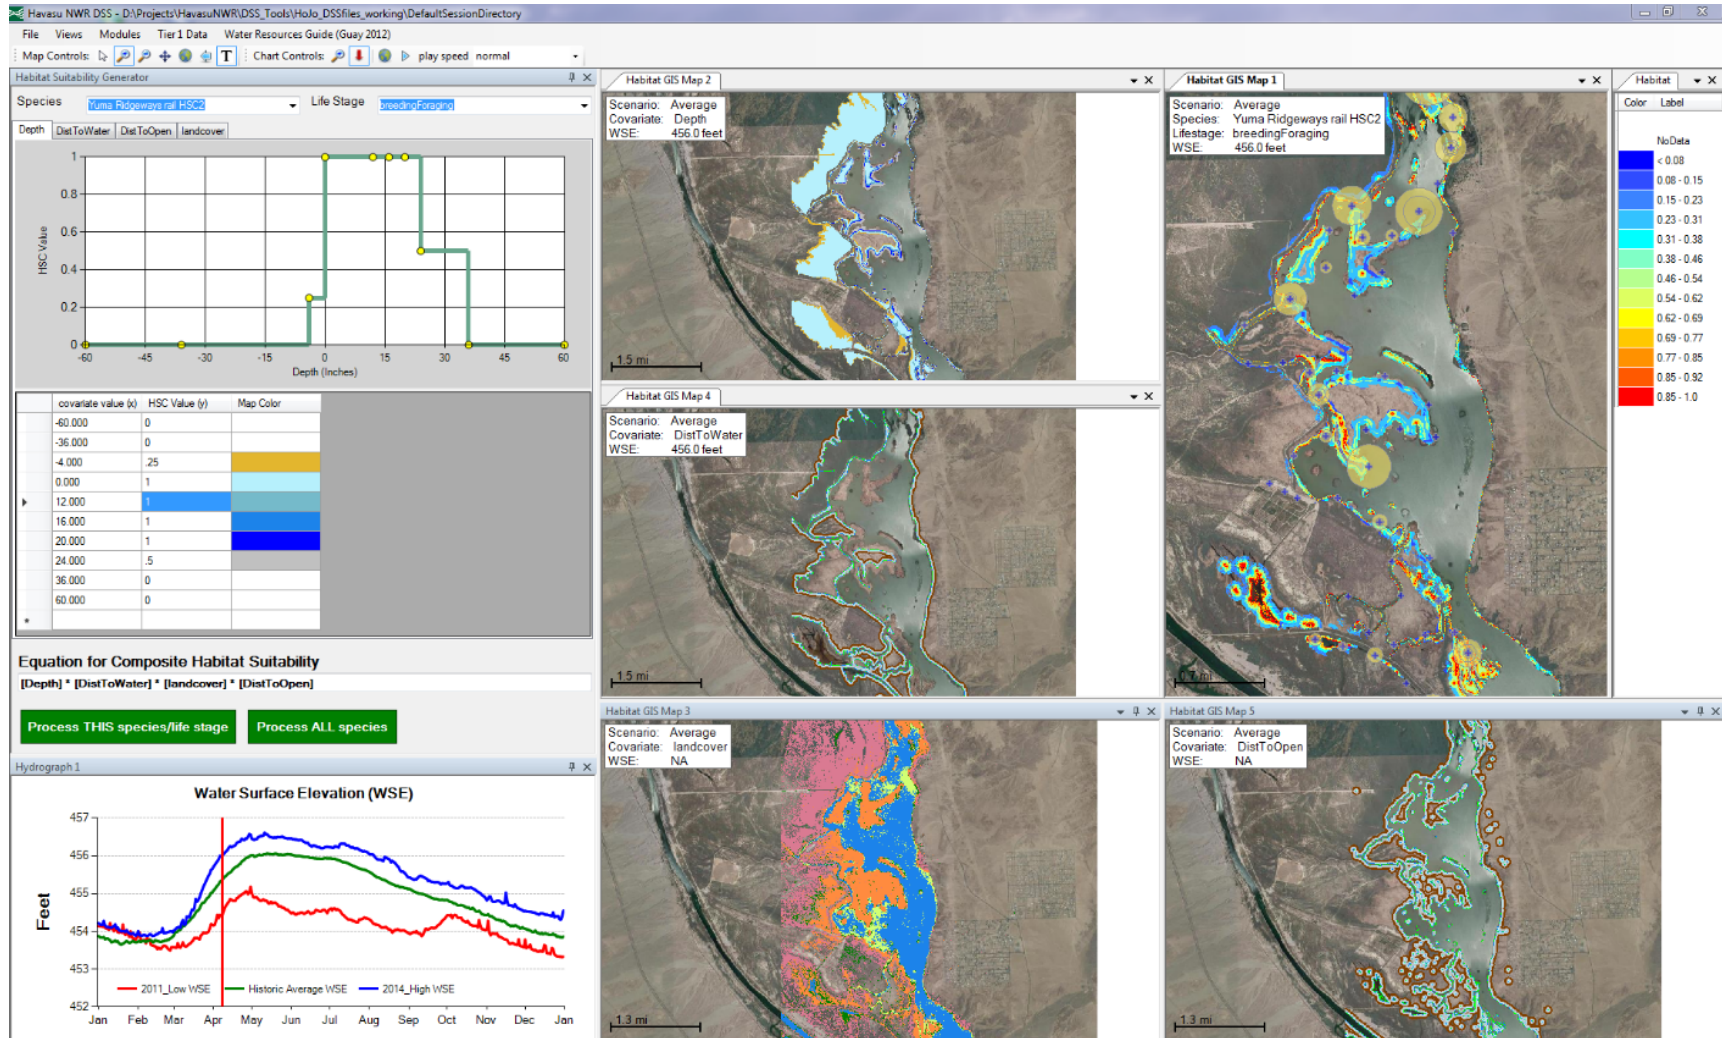 Havasu NWR DSS - D:\Projects\HavasuNWR\DSS_Tools\HoJo_DSSfiles_working\DefaultSessionDirectory
File Views Modules Tier1 Data Water Resources Guide (Guay 2012)
Map Controls: T Chart Controls: play speed normal
Habitat Suitability Generator
Species Yuma Ridgeways rail HSC2 Life Stage breedingForaging
Depth DistToWater DistToOpen landcover
1
0.8
0.6
0.4
0.2
0
HSC Value
-60 -45 -30 -15 0 15 30 45 60
Depth (Inches)
covariate value (x) HSC Value (y) Map Color
-60.000 0
-36.000 0
-4.000 .25
0.000 1
12.000 1
16.000 1
20.000 1
24.000 .5
36.000 0
60.000 0
*
Equation for Composite Habitat Suitability
[Depth] * [DistToWater] * [landcover] * [DistToOpen]
Process THIS species/life stage Process ALL species
Hydrograph 1
Water Surface Elevation (WSE)
457
456
455
454
453
452
Feet
2011_Low WSE Historic Average WSE 2014_High WSE
Jan Feb Mar Apr May Jun Jul Aug Sep Oct Nov Dec Jan
Habitat GIS Map 2
Scenario: Average
Covariate: Depth
WSE: 456.0 feet
1.5 mi
Habitat GIS Map 4
Scenario: Average
Covariate: DistToWater
WSE: 456.0 feet
1.5 mi
Habitat GIS Map 3
Scenario: Average
Covariate: landcover
WSE: NA
1.3 mi
Habitat GIS Map 1
Scenario: Average
Species: Yuma Ridgeways rail HSC2
Lifestage: breedingForaging
WSE: 456.0 feet
0.7 mi
Habitat GIS Map 5
Scenario: Average
Covariate: DistToOpen
WSE: NA
1.3 mi
Habitat
Color Label
NoData
< 0.08
0.08 - 0.15
0.15 - 0.23
0.23 - 0.31
0.31 - 0.38
0.38 - 0.46
0.46 - 0.54
0.54 - 0.62
0.62 - 0.69
0.69 - 0.77
0.77 - 0.85
0.85 - 0.92
0.85 - 1.0